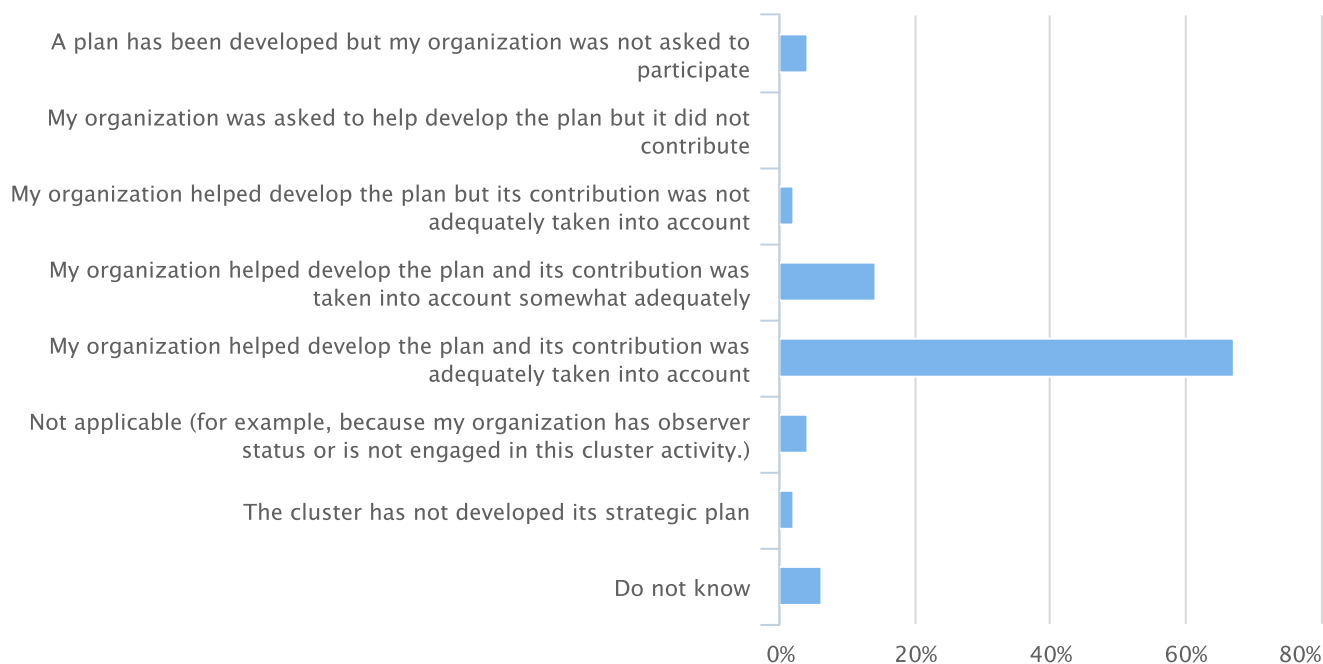 A plan has been developed but my organization was not asked to
participate
My organization was asked to help develop the plan but it did not
contribute
My organization helped develop the plan but its contribution was not
adequately taken into account
My organization helped develop the plan and its contribution was
taken into account somewhat adequately
My organization helped develop the plan and its contribution was
adequately taken into account
Not applicable (for example, because my organization has observer
status or is not engaged in this cluster activity.)
The cluster has not developed its strategic plan
Do not know
0% 20% 40% 60% 80%